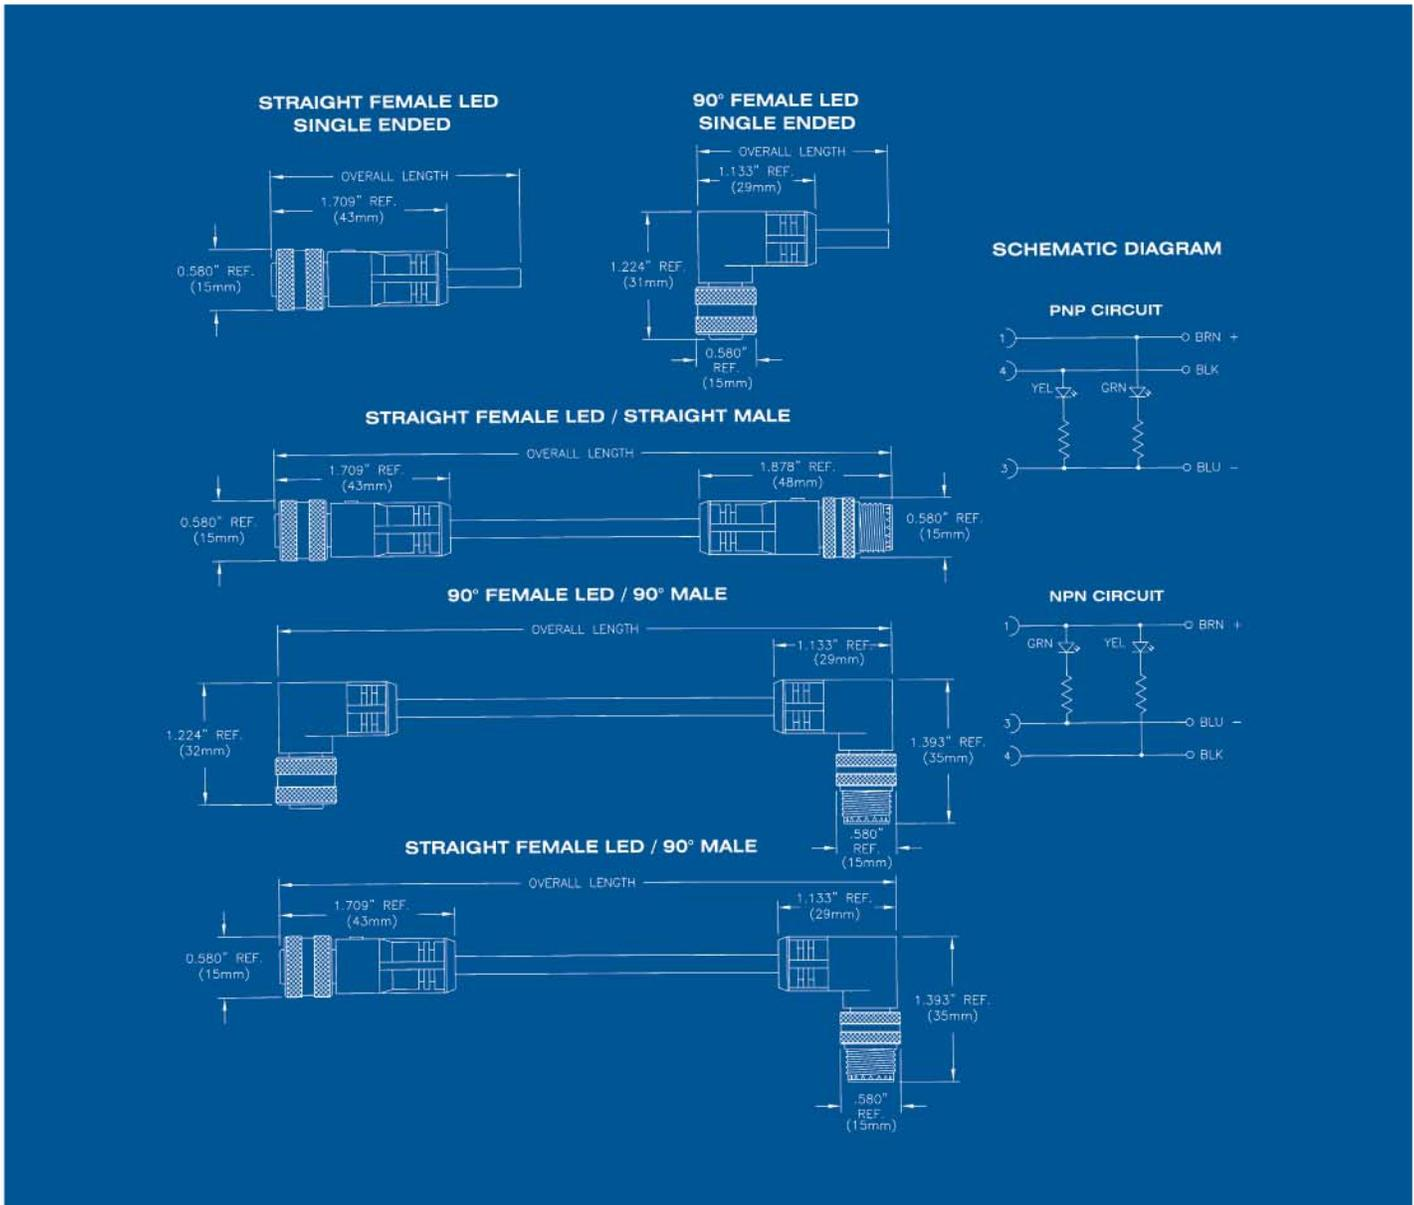 STRAIGHT FEMALE LED
SINGLE ENDED
OVERALL LENGTH
1.709" REF.
(43mm)
0.580" REF.
(15mm)
90° FEMALE LED
SINGLE ENDED
OVERALL LENGTH
1.133" REF.
(29mm)
1.224" REF.
(31mm)
0.580"
REF.
(15mm)
SCHEMATIC DIAGRAM
PNP CIRCUIT
1 BRN +
4 BLK
YEL GRN
3 BLU -
STRAIGHT FEMALE LED / STRAIGHT MALE
OVERALL LENGTH
1.709" REF.
(43mm)
1.878" REF.
(48mm)
0.580" REF.
(15mm)
0.580" REF.
(15mm)
90° FEMALE LED / 90° MALE
OVERALL LENGTH
1.133" REF.
(29mm)
1.224" REF.
(32mm)
1.393" REF.
(35mm)
.580"
REF.
(15mm)
NPN CIRCUIT
1 BRN +
GRN YEL
3 BLU -
4 BLK
STRAIGHT FEMALE LED / 90° MALE
OVERALL LENGTH
1.709" REF.
(43mm)
1.133" REF.
(29mm)
0.580" REF.
(15mm)
1.393" REF.
(35mm)
.580"
REF.
(15mm)